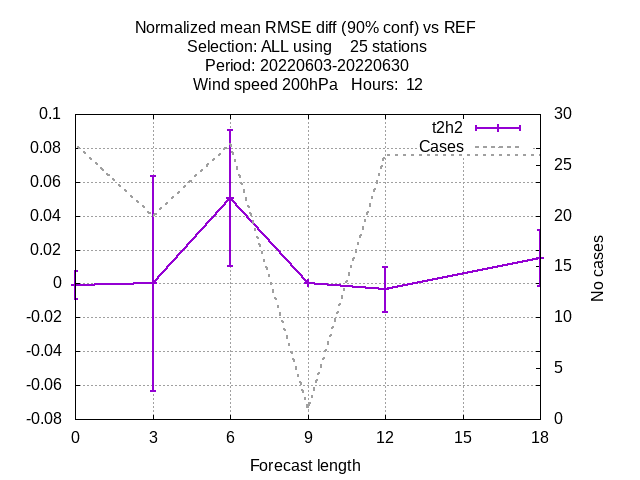 Normalized mean RMSE diff (90% conf) vs REF
Selection: ALL using    25 stations
Period: 20220603-20220630
Wind speed 200hPa   Hours:  12
t2h2
Cases
0.1
0.08
0.06
0.04
0.02
0
-0.02
-0.04
-0.06
-0.08
30
25
20
15
10
5
0
No cases
0 3 6 9 12 15 18
Forecast length